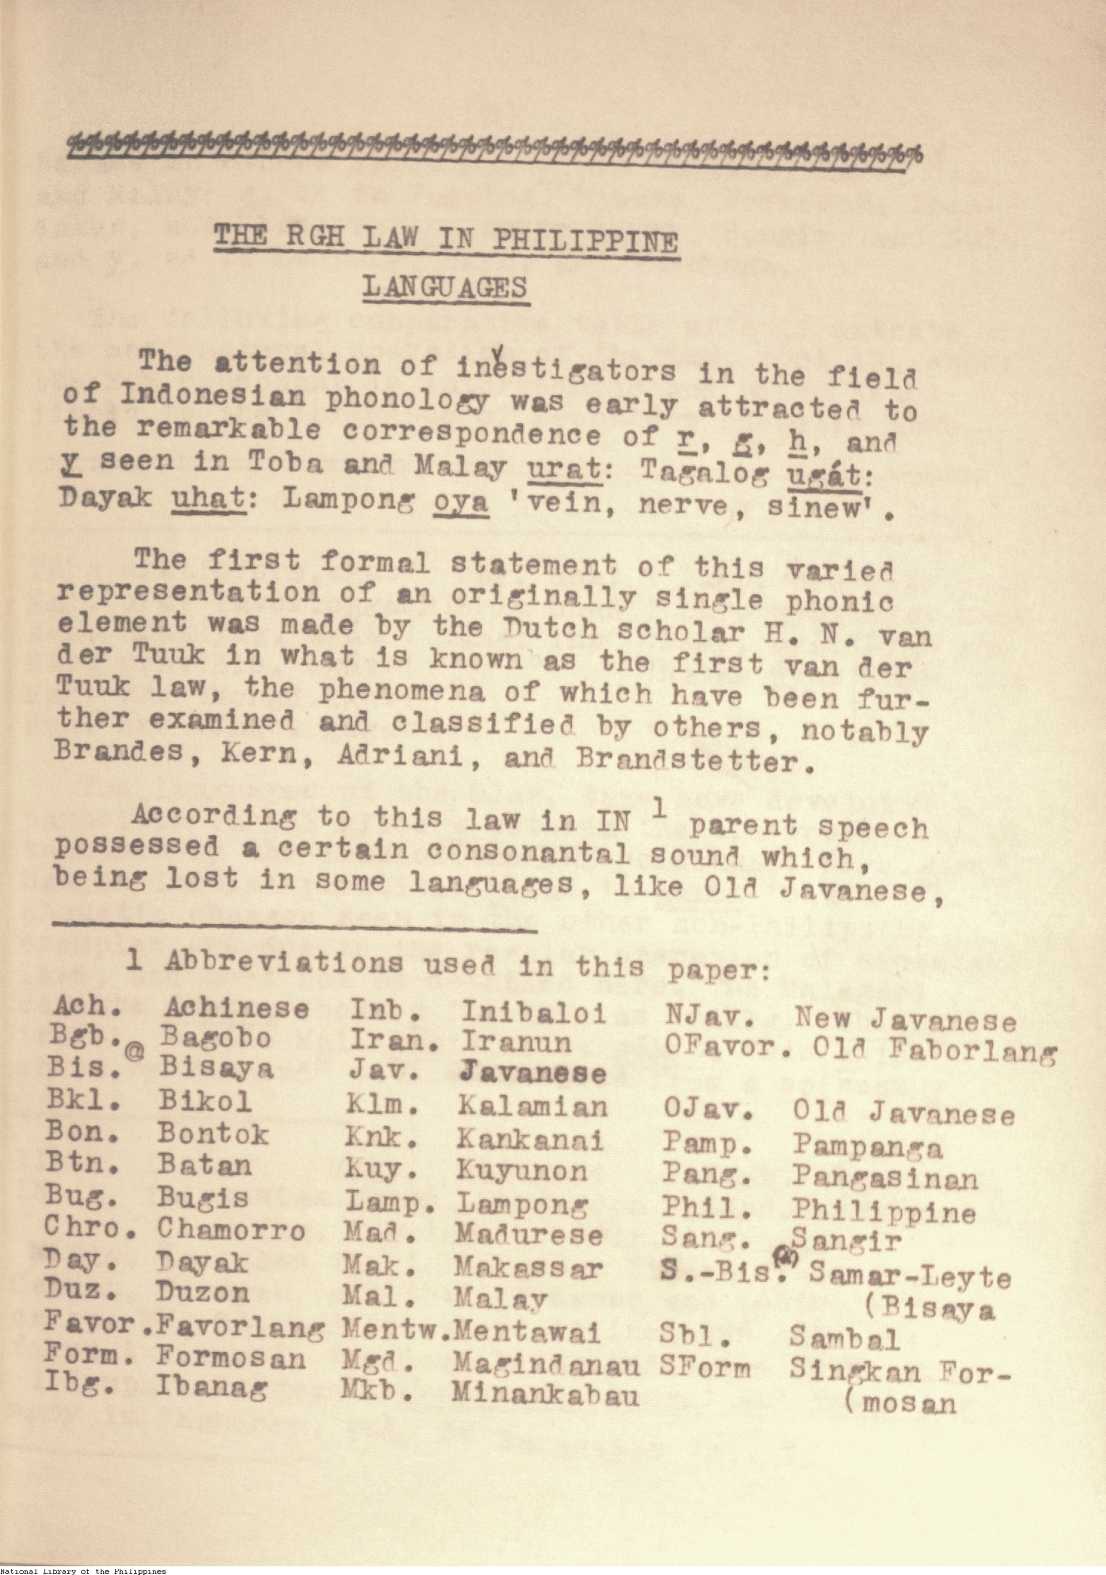 THE RGH LAW IN PHILIPPINE
LANGUAGES
The attention of investigators in the field
of Indonesian phonology was early attracted to
the remarkable correspondence of r, g, h, and
y seen in Toba and Malay urat: Tagalog ugát:
Dayak uhat: Lampong oya 'vein, nerve, sinew'.
The first formal statement of this varied
representation of an originally single phonic
element was made by the Dutch scholar H. N. van
der Tuuk in what is known as the first van der
Tuuk law, the phenomena of which have been fur-
ther examined and classified by others, notably
Brandes, Kern, Adriani, and Brandstetter.
According to this law in IN 1 parent speech
possessed a certain consonantal sound which,
being lost in some languages, like Old Javanese,
1 Abbreviations used in this paper:
Ach. Achinese Inb. Inibaloi NJav. New Javanese
Bgb. Bagobo Iran. Iranun OFavor. Old Faborlang
Bis.@ Bisaya Jav. Javanese
Bkl. Bikol Klm. Kalamian OJav. Old Javanese
Bon. Bontok Knk. Kankanai Pamp. Pampanga
Btn. Batan Kuy. Kuyunon Pang. Pangasinan
Bug. Bugis Lamp. Lampong Phil. Philippine
Chro. Chamorro Mad. Madurese Sang. Sangir
Day. Dayak Mak. Makassar S.-Bis.(a) Samar-Leyte
Duz. Duzon Mal. Malay (Bisaya
Favor. Favorlang Mentw. Mentawai Sbl. Sambal
Form. Formosan Mgd. Magindanau SForm Singkan For-
Ibg. Ibanag Mkb. Minankabau (mosan
National Library of the Philippines